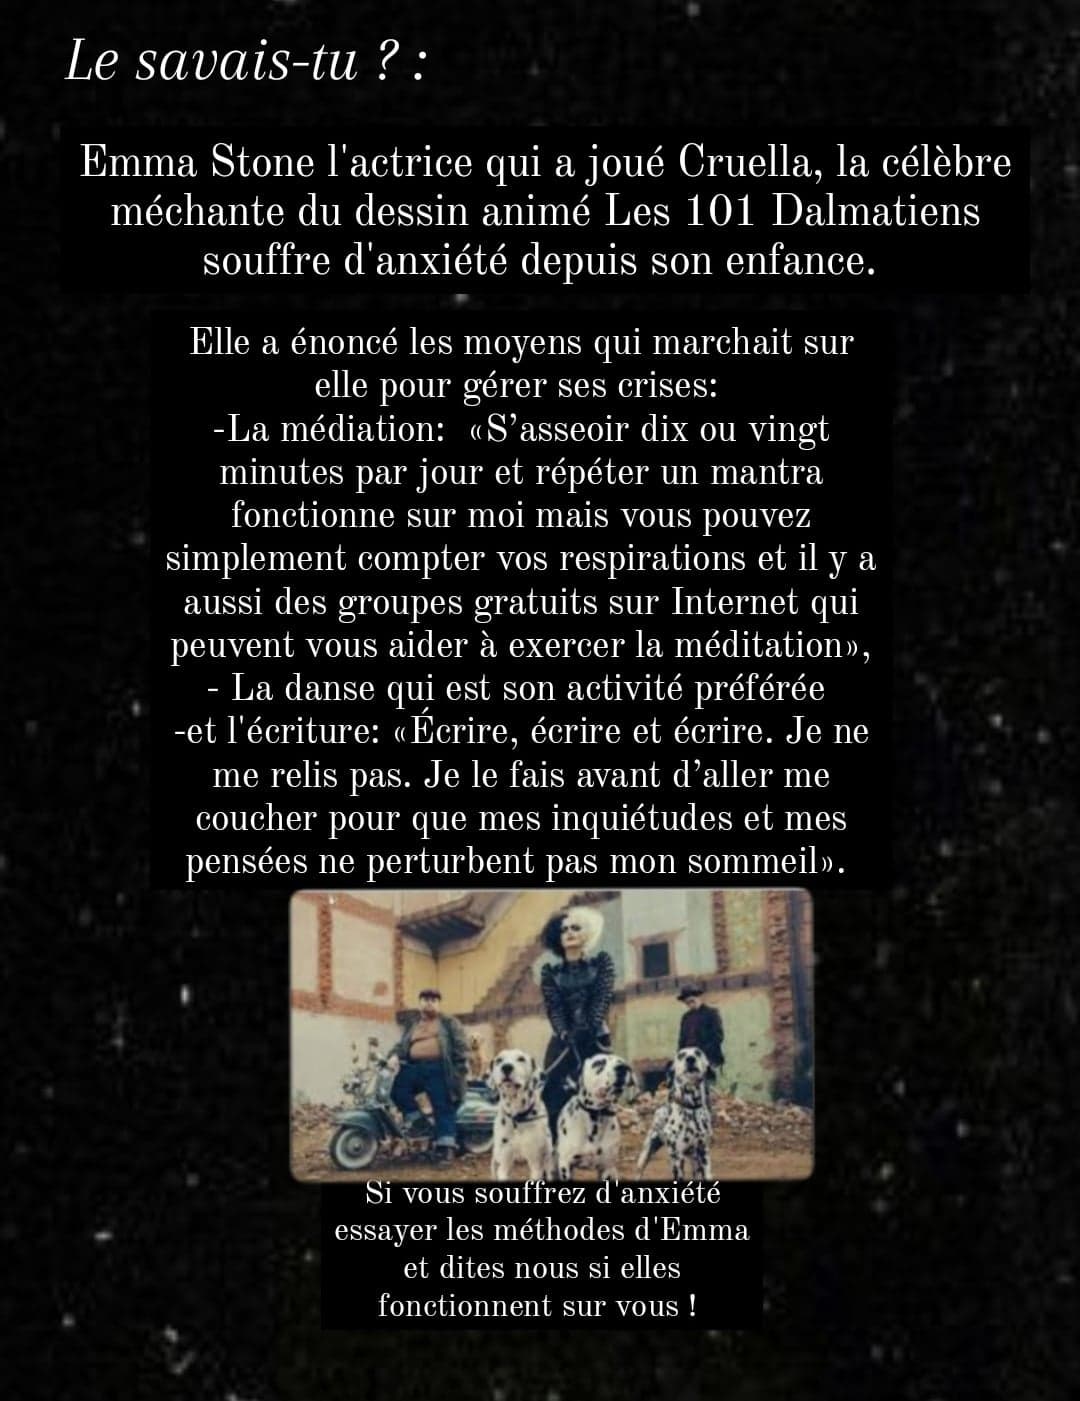 Le savais-tu ? :
Emma Stone l'actrice qui a joué Cruella, la célèbre
méchante du dessin animé Les 101 Dalmatiens
souffre d'anxiété depuis son enfance.
Elle a énoncé les moyens qui marchait sur
elle pour gérer ses crises:
-La médiation:  «S’asseoir dix ou vingt
minutes par jour et répéter un mantra
fonctionne sur moi mais vous pouvez
simplement compter vos respirations et il y a
aussi des groupes gratuits sur Internet qui
peuvent vous aider à exercer la méditation»,
- La danse qui est son activité préférée
-et l'écriture: «Écrire, écrire et écrire. Je ne
me relis pas. Je le fais avant d’aller me
coucher pour que mes inquiétudes et mes
pensées ne perturbent pas mon sommeil».
Si vous souffrez d'anxiété
essayer les méthodes d'Emma
et dites nous si elles
fonctionnent sur vous !